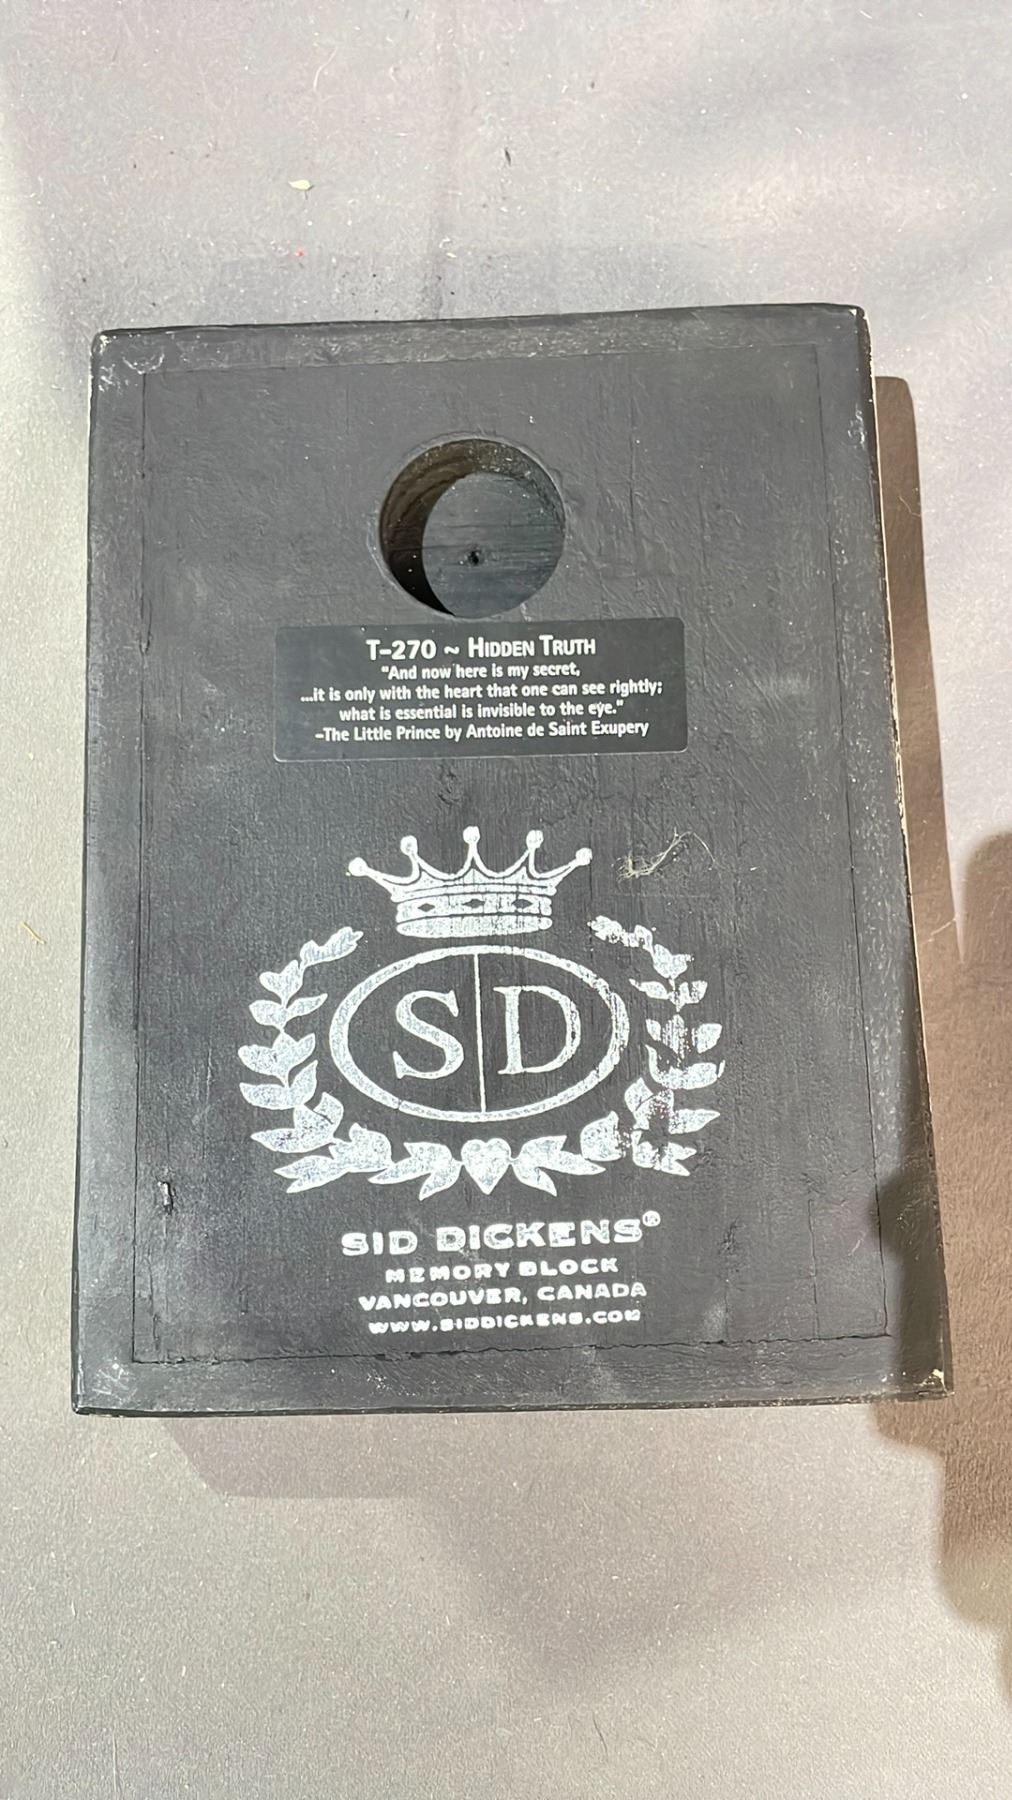 T-270 ~ HIDDEN TRUTH
"And now here is my secret,
...it is only with the heart that one can see rightly;
what is essential is invisible to the eye."
-The Little Prince by Antoine de Saint Exupery
SD
SID DICKENS®
MEMORY BLOCK
VANCOUVER, CANADA
WWW.SIDDICKENS.COM